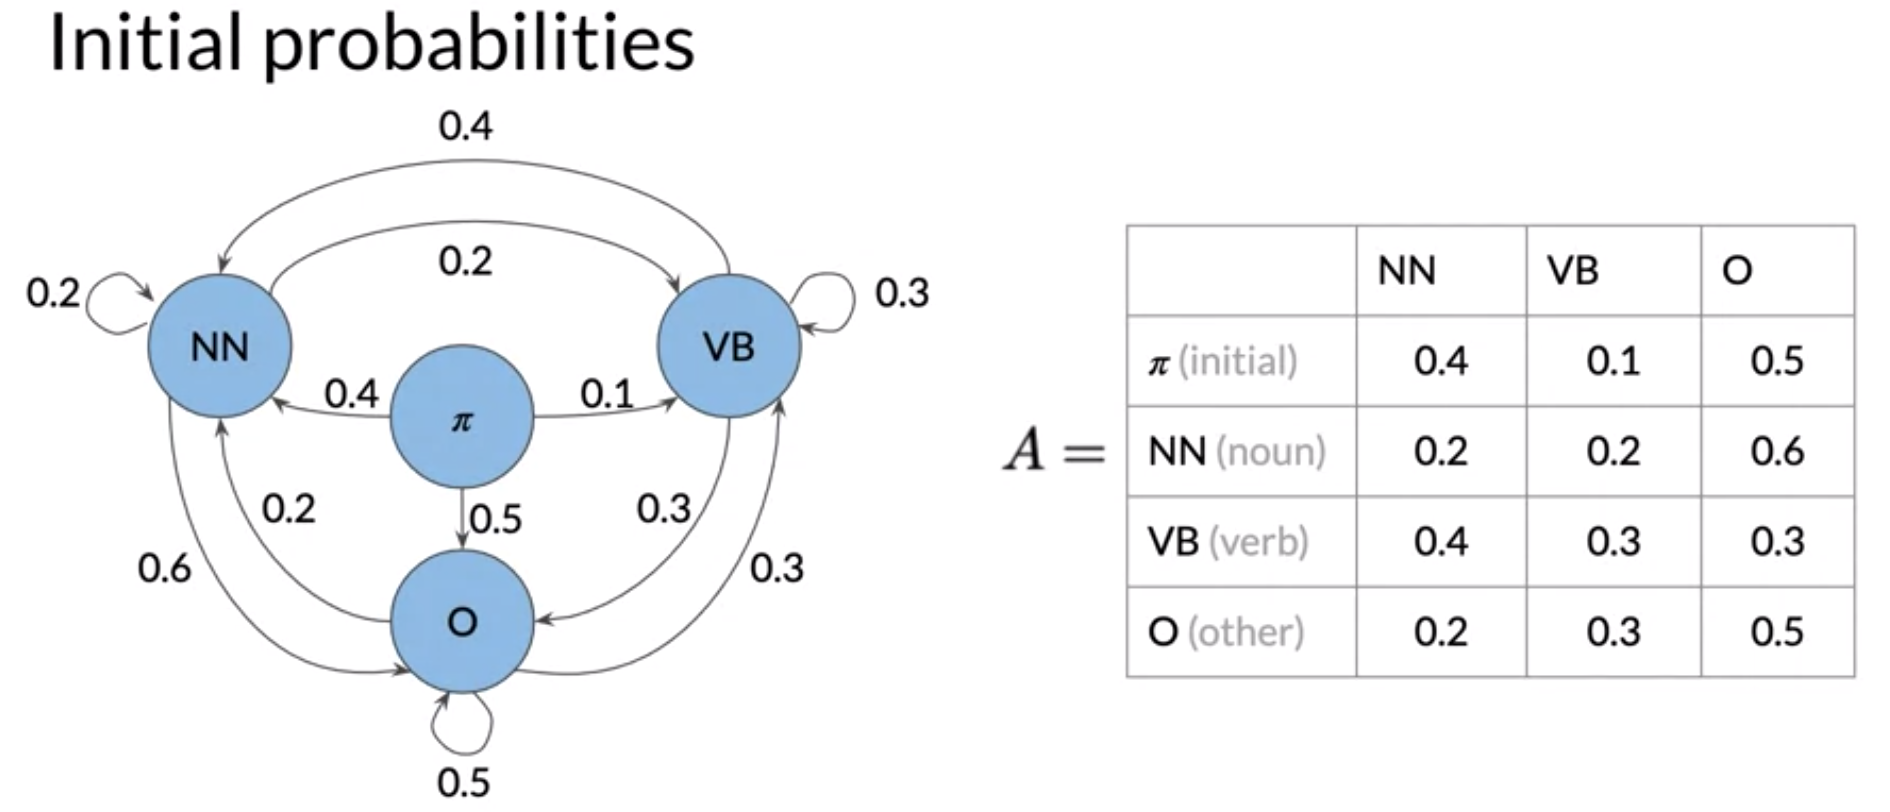 Initial probabilities
0.4
0.2
0.2
0.3
NN
VB
0.4
0.1
π
0.2
0.5
0.3
0.6
0.3
O
0.5
A =
NN VB O
π (initial) 0.4 0.1 0.5
NN (noun) 0.2 0.2 0.6
VB (verb) 0.4 0.3 0.3
O (other) 0.2 0.3 0.5